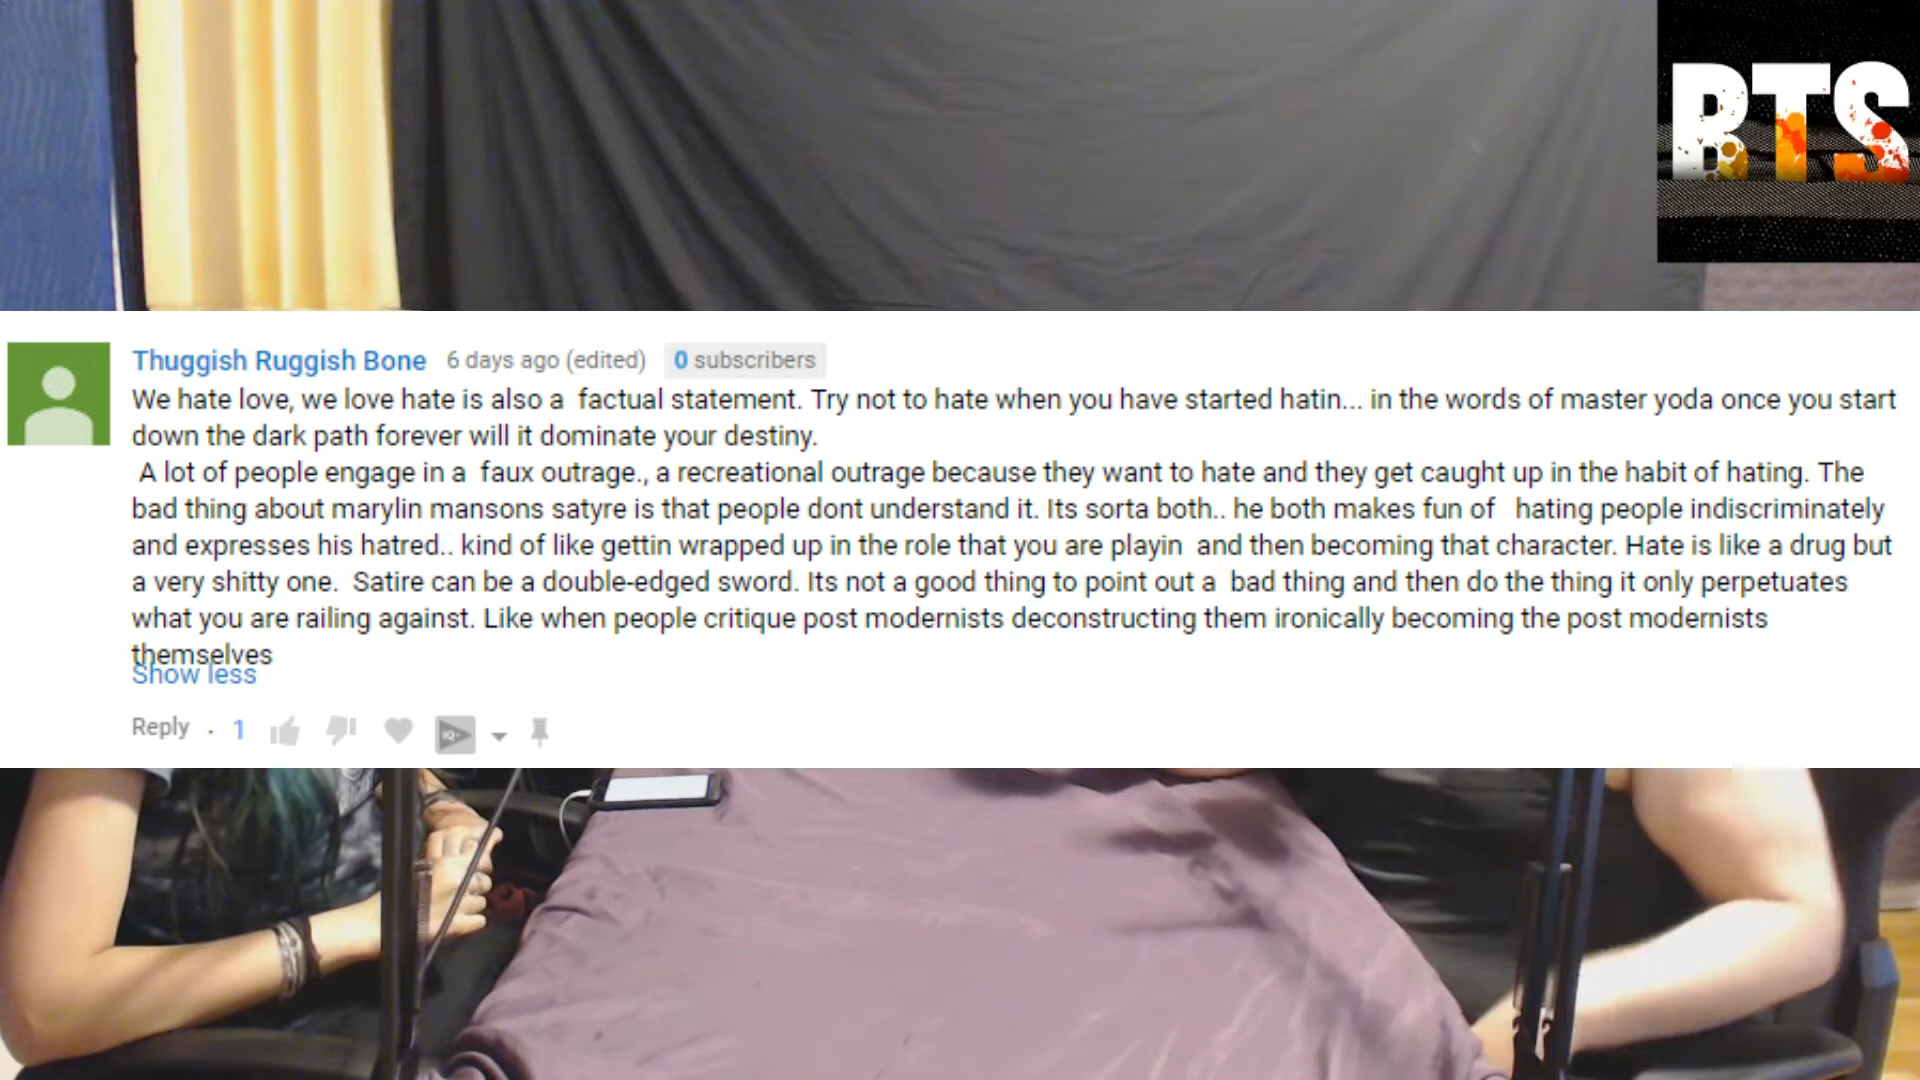 BTS
Thuggish Ruggish Bone 6 days ago (edited) 0 subscribers
We hate love, we love hate is also a factual statement. Try not to hate when you have started hatin... in the words of master yoda once you start
down the dark path forever will it dominate your destiny.
A lot of people engage in a faux outrage., a recreational outrage because they want to hate and they get caught up in the habit of hating. The
bad thing about marylin mansons satyre is that people dont understand it. Its sorta both.. he both makes fun of hating people indiscriminately
and expresses his hatred.. kind of like gettin wrapped up in the role that you are playin and then becoming that character. Hate is like a drug but
a very shitty one. Satire can be a double-edged sword. Its not a good thing to point out a bad thing and then do the thing it only perpetuates
what you are railing against. Like when people critique post modernists deconstructing them ironically becoming the post modernists
themselves
Show less
Reply . 1